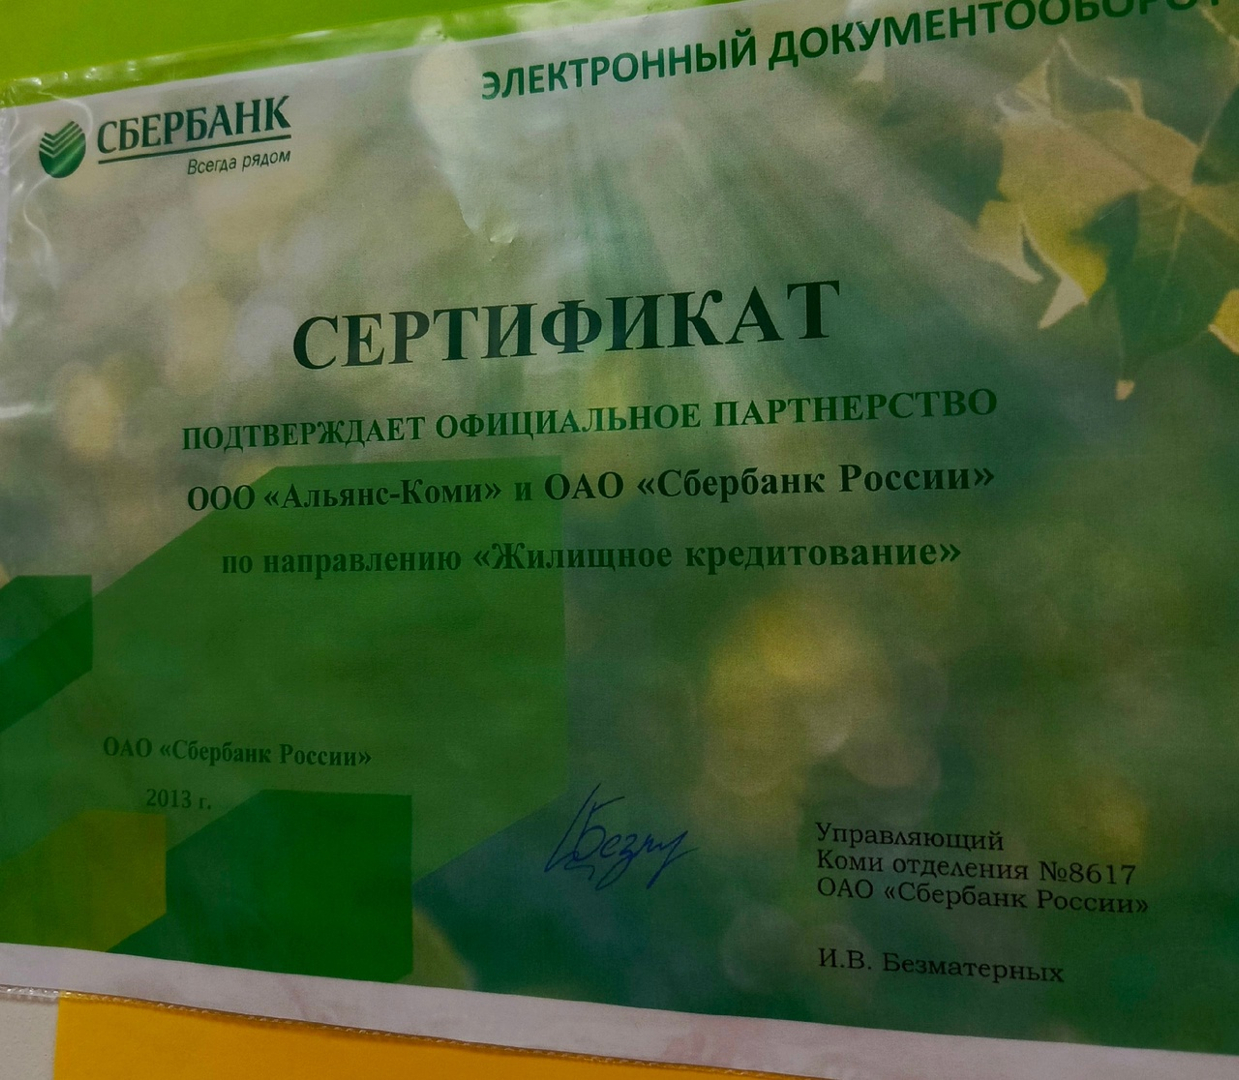 ЭЛЕКТРОННЫЙ ДОКУМЕНТООБОРОТ
СБЕРБАНК
Всегда рядом
СЕРТИФИКАТ
ПОДТВЕРЖДАЕТ ОФИЦИАЛЬНОЕ ПАРТНЕРСТВО
ООО «Альянс-Коми» и ОАО «Сбербанк России»
по направлению «Жилищное кредитование»
ОАО «Сбербанк России»
2013 г.
Управляющий
Коми отделения №8617
ОАО «Сбербанк России»
И.В. Безматерных